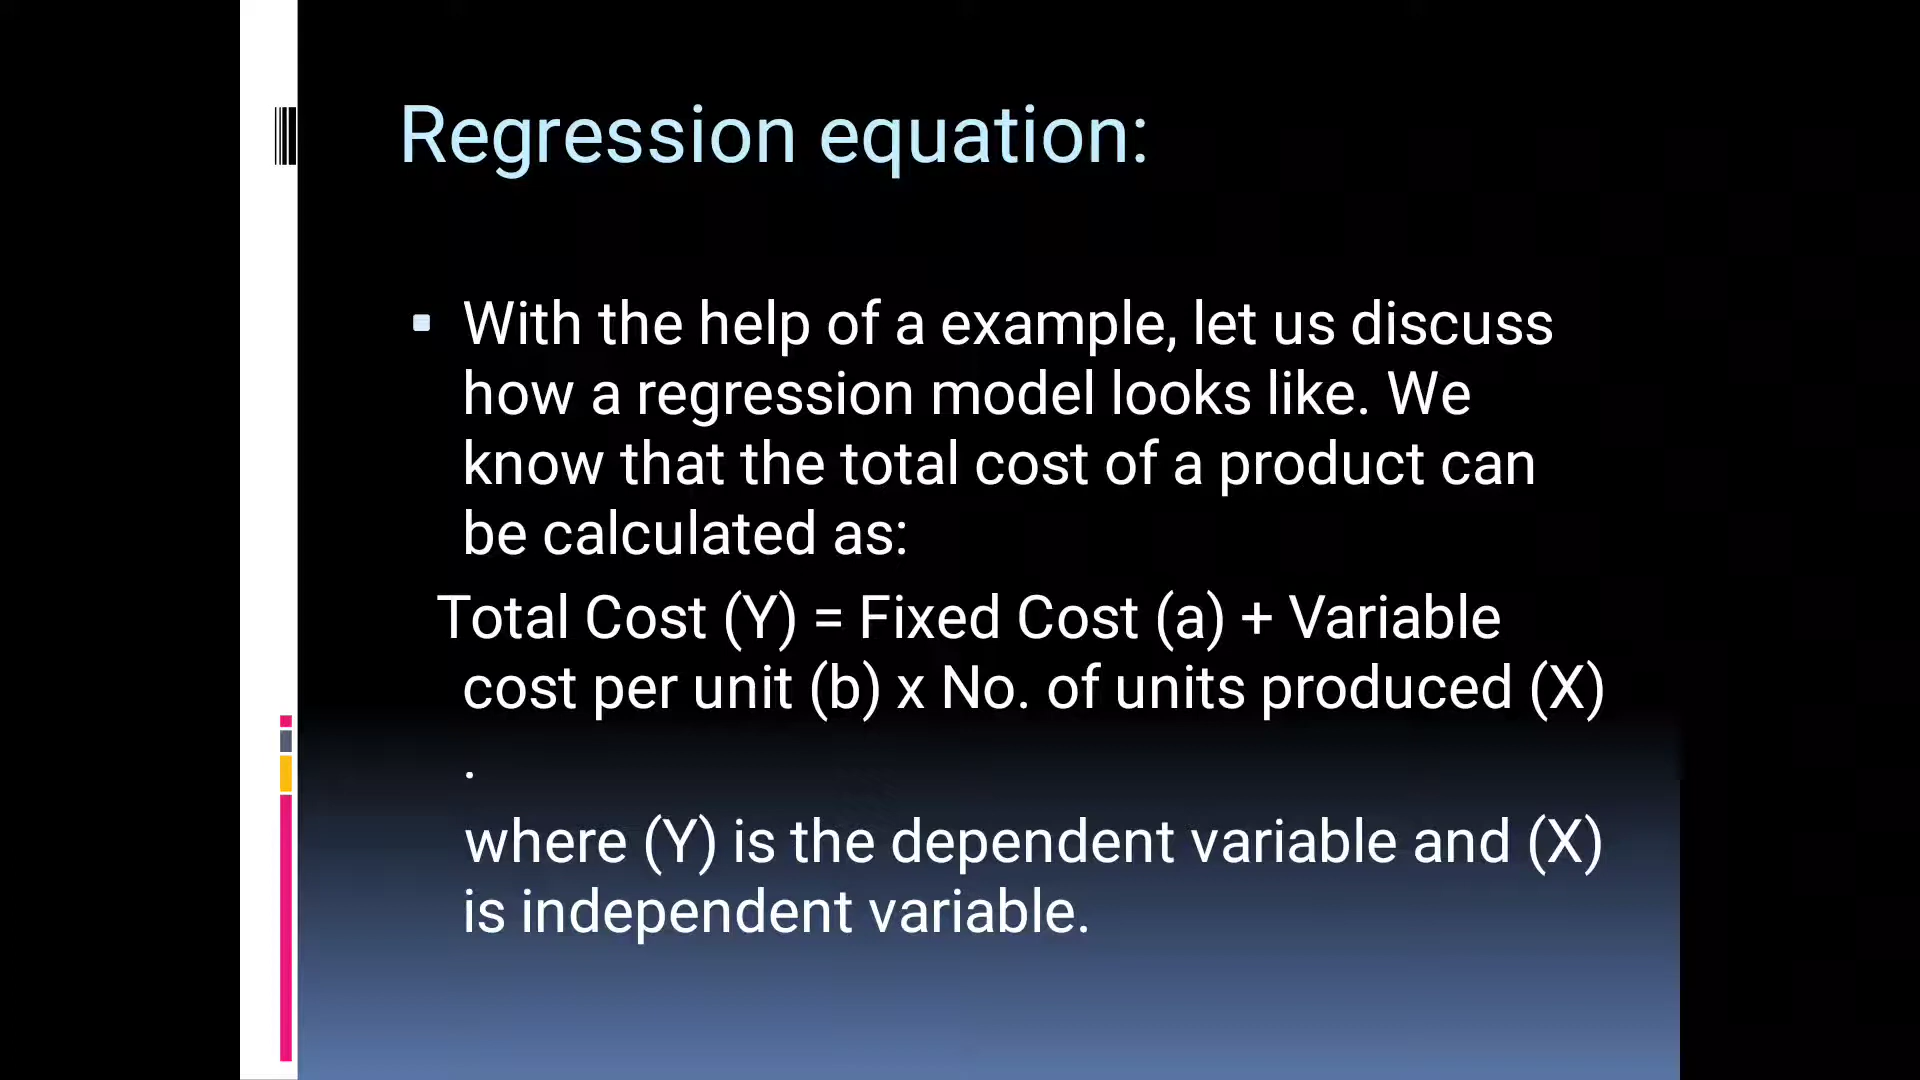 Regression equation:
With the help of a example, let us discuss
how a regression model looks like. We
know that the total cost of a product can
be calculated as:
Total Cost (Y) = Fixed Cost (a) + Variable
cost per unit (b) x No. of units produced (X)
.
where (Y) is the dependent variable and (X)
is independent variable.